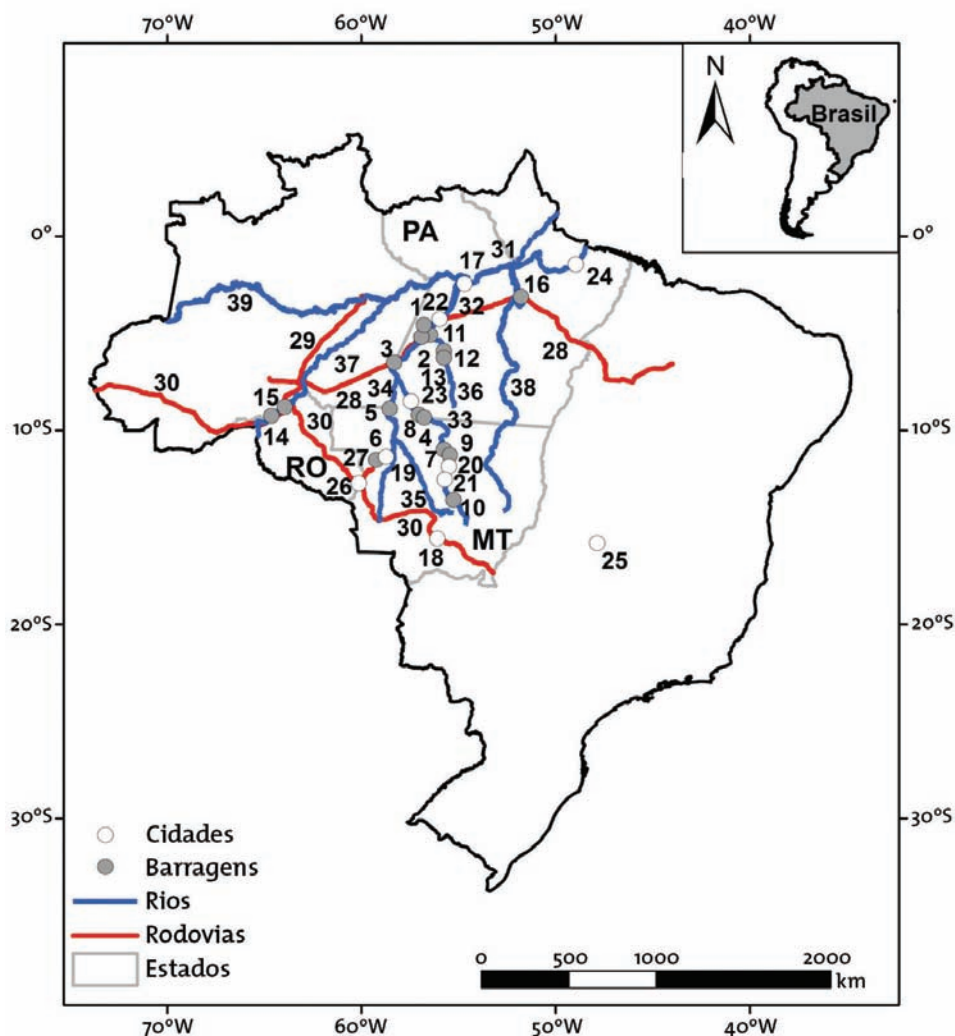 70°W 60°W 50°W 40°W
N
Brasil
0° 0°
PA
31
17
24
16
39
22 32
1
29
3 11
37 2 12
28
30
13
34 23 36 38
28
15 5
30 8 33
10°S 10°S
14 4 9
6 7
RO 27 19 20
26 35 21
10
30 MT
18 25
20°S 20°S
30°S 30°S
Cidades
Barragens
Rios
Rodovias
Estados
0 500 1000 2000
km
70°W 60°W 50°W 40°W